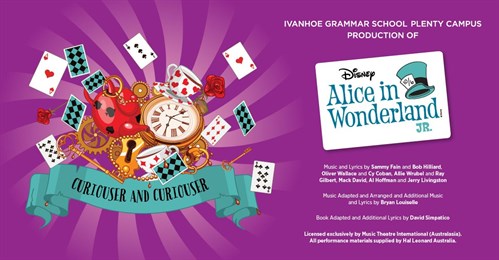 IVANHOE GRAMMAR SCHOOL PLENTY CAMPUS
PRODUCTION OF
Disney
Alice in
Wonderland
JR.
CURIOUSER AND CURIOUSER
Music and Lyrics by Sammy Fain and Bob Hilliard,
Oliver Wallace and Cy Coban, Allie Wrubel and Ray
Gilbert, Mack David, Al Hoffman and Jerry Livingston
Music Adapted and Arranged and Additional Music
and Lyrics by Bryan Louiselle
Book Adapted and Additional Lyrics by David Simpatico
Licensed exclusively by Music Theatre International (Australasia).
All performance materials supplied by Hal Leonard Australia.